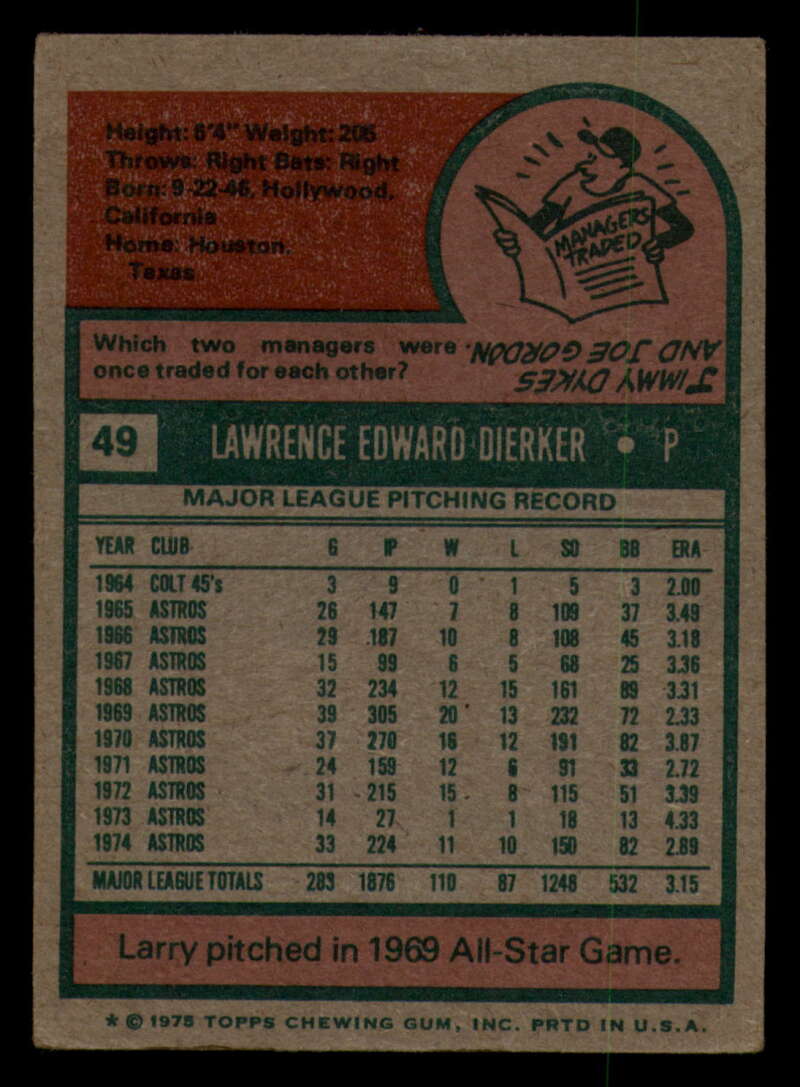 Height: 6'4" Weight: 205
Throws: Right Bats: Right
Born: 9-22-46, Hollywood,
California
Home: Houston,
Texas
MANAGERS
TRADED
Which two managers were
once traded for each other?
JIMMY DYKES
AND JOE GORDON.
49 LAWRENCE EDWARD DIERKER • P
MAJOR LEAGUE PITCHING RECORD
YEAR CLUB G IP W L SO BB ERA
1964 COLT 45's 3 9 0 1 5 3 2.00
1965 ASTROS 26 147 7 8 109 37 3.49
1966 ASTROS 29 187 10 8 108 45 3.18
1967 ASTROS 15 99 6 5 68 25 3.36
1968 ASTROS 32 234 12 15 161 89 3.31
1969 ASTROS 39 305 20 13 232 72 2.33
1970 ASTROS 37 270 16 12 191 82 3.87
1971 ASTROS 24 159 12 6 91 33 2.72
1972 ASTROS 31 215 15 8 115 51 3.39
1973 ASTROS 14 27 1 1 18 13 4.33
1974 ASTROS 33 224 11 10 150 82 2.89
MAJOR LEAGUE TOTALS 283 1876 110 87 1248 532 3.15
Larry pitched in 1969 All-Star Game.
* © 1975 TOPPS CHEWING GUM, INC. PRTD IN U.S.A.